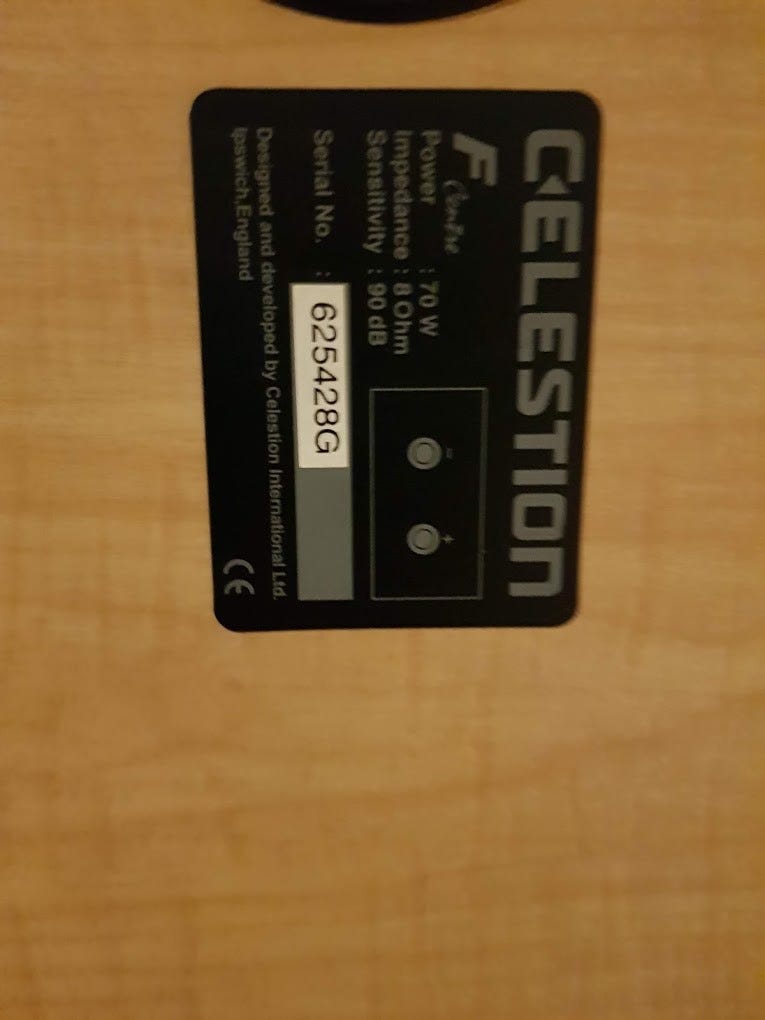 CELESTION
F Centre
Power : 70 W
Impedance : 8 Ohm
Sensitivity : 90 dB
- +
Serial No. : 625428G
Designed and developed by Celestion International Ltd.
Ipswich,England
CE